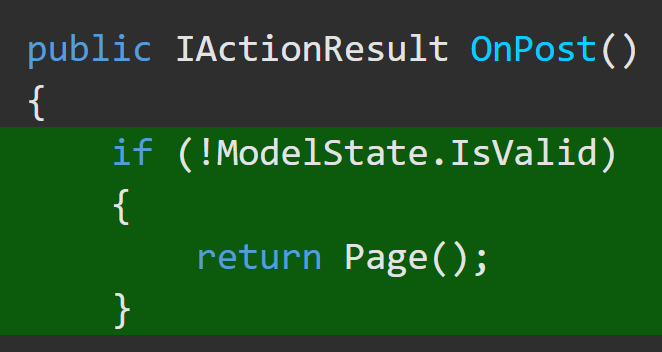 public IActionResult OnPost()
{
    if (!ModelState.IsValid)
    {
        return Page();
    }